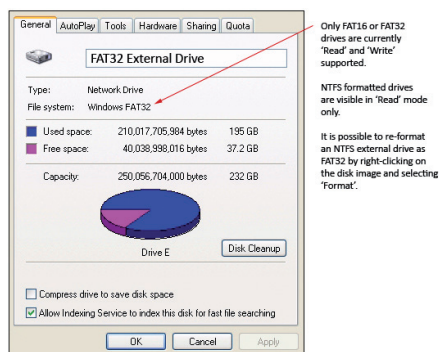 General AutoPlay Tools Hardware Sharing Quota
FAT32 External Drive
Type: Network Drive
File system: Windows FAT32
Used space: 210,017,705,984 bytes 195 GB
Free space: 40,038,998,016 bytes 37.2 GB
Capacity: 250,056,704,000 bytes 232 GB
Drive E
Disk Cleanup
Compress drive to save disk space
Allow Indexing Service to index this disk for fast file searching
OK Cancel Apply
Only FAT16 or FAT32
drives are currently
'Read' and 'Write'
supported.
NTFS formatted drives
are visible in 'Read' mode
only.
It is possible to re-format
an NTFS external drive as
FAT32 by right-clicking on
the disk image and selecting
'Format'.